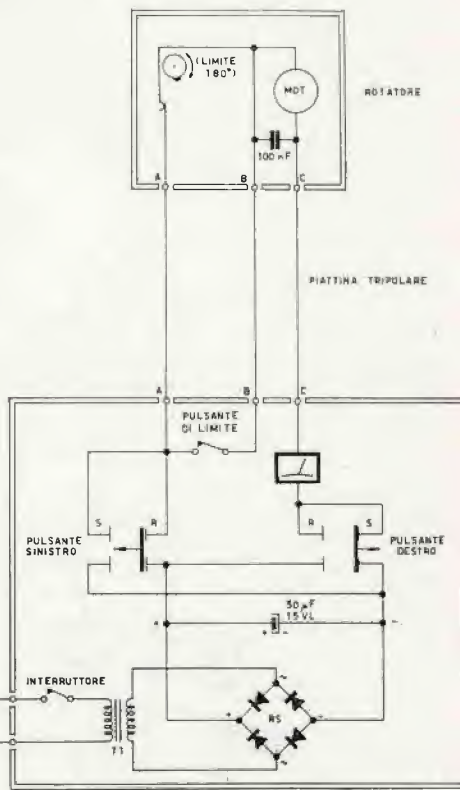 (LIMITE
180°)
MOT
ROTATORE
100 nF
A
B
C
PIATTINA TRIPOLARE
A
B
C
PULSANTE
DI LIMITE
S
R
R
S
PULSANTE
SINISTRO
PULSANTE
DESTRO
50 µF
15 VL
+
-
+ -
INTERRUTTORE
T1
~
+
RS
-
~